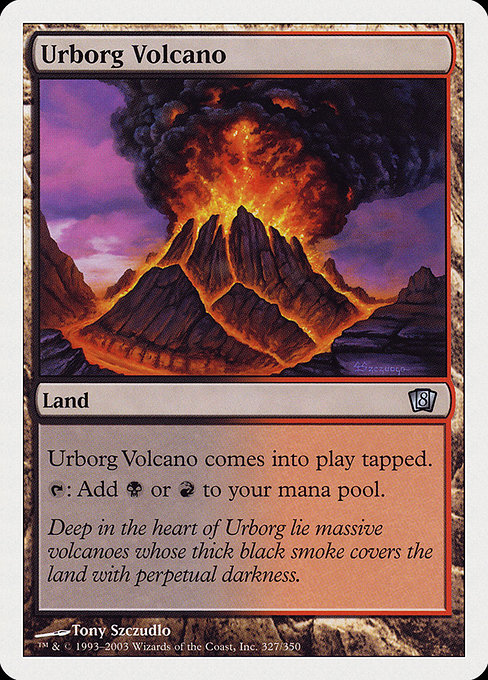 Urborg Volcano
Land
8
Urborg Volcano comes into play tapped.
: Add or to your mana pool.
Deep in the heart of Urborg lie massive
volcanoes whose thick black smoke covers the
land with perpetual darkness.
Tony Szczudlo
™ & © 1993–2003 Wizards of the Coast, Inc. 327/350